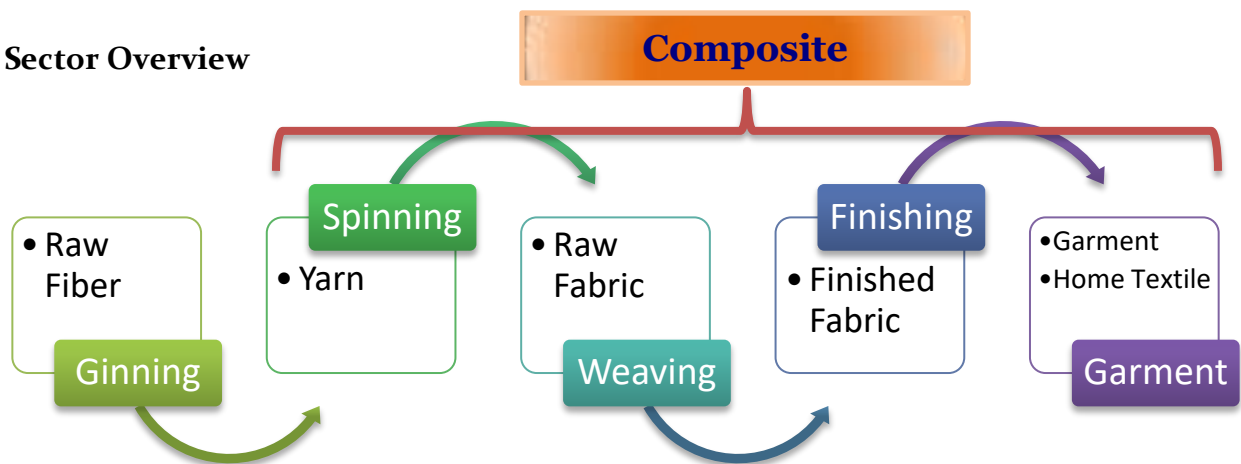 Sector Overview
Composite
• Raw
Fiber
Ginning
Spinning
• Yarn
• Raw
Fabric
Weaving
Finishing
• Finished
Fabric
•Garment
•Home Textile
Garment